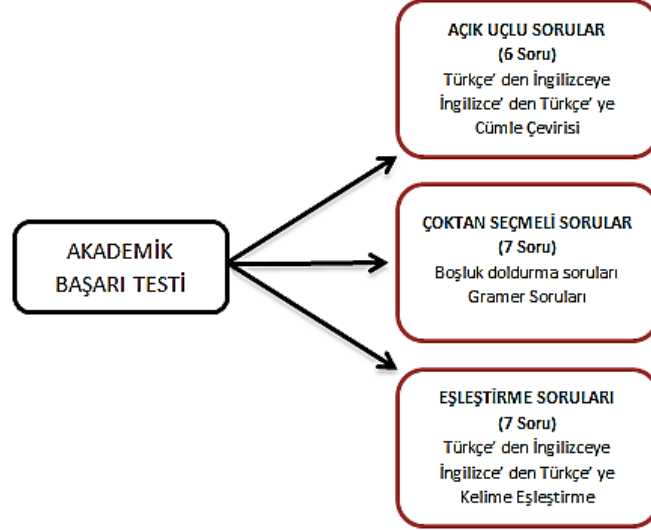 AÇIK UÇLU SORULAR
(6 Soru)
Türkçe' den İngilizceye
İngilizce' den Türkçe' ye
Cümle Çevirisi
AKADEMİK
BAŞARI TESTİ
ÇOKTAN SEÇMELİ SORULAR
(7 Soru)
Boşluk doldurma soruları
Gramer Soruları
EŞLEŞTİRME SORULARI
(7 Soru)
Türkçe' den İngilizceye
İngilizce' den Türkçe' ye
Kelime Eşleştirme